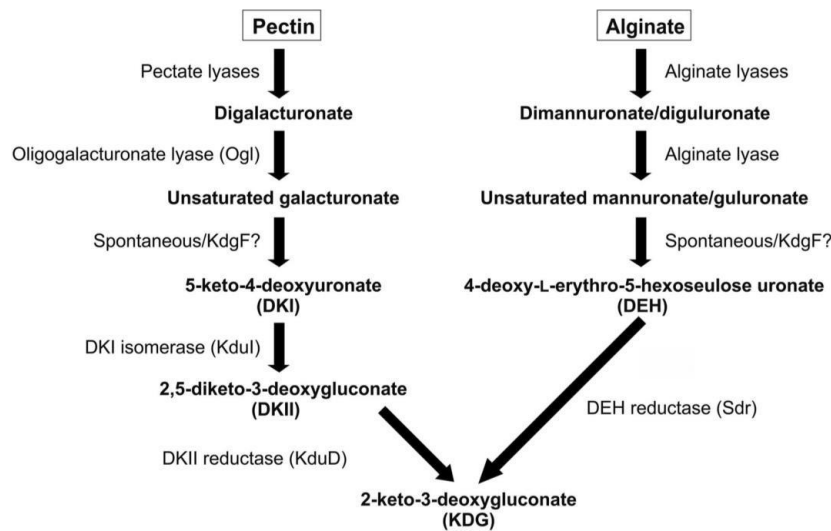 Pectin
Pectate lyases
Digalacturonate
Oligogalacturonate lyase (Ogl)
Unsaturated galacturonate
Spontaneous/KdgF?
5-keto-4-deoxyuronate
(DKI)
DKI isomerase (KduI)
2,5-diketo-3-deoxygluconate
(DKII)
DKII reductase (KduD)
Alginate
Alginate lyases
Dimannuronate/diguluronate
Alginate lyase
Unsaturated mannuronate/guluronate
Spontaneous/KdgF?
4-deoxy-L-erythro-5-hexoseulose uronate
(DEH)
DEH reductase (Sdr)
2-keto-3-deoxygluconate
(KDG)